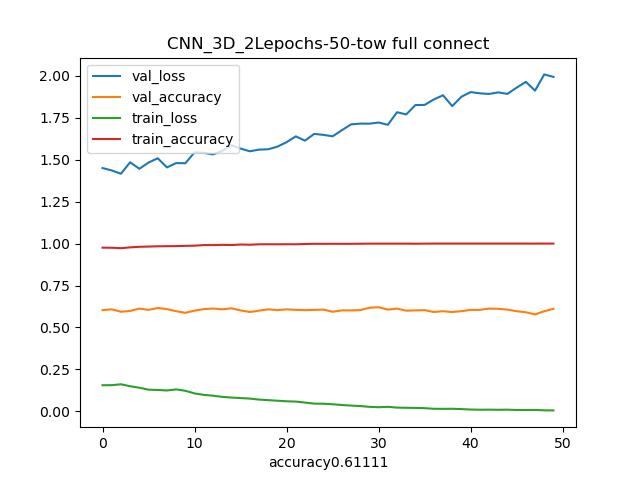 CNN_3D_2Lepochs-50-tow full connect
val_loss
val_accuracy
train_loss
train_accuracy
2.00
1.75
1.50
1.25
1.00
0.75
0.50
0.25
0.00
0 10 20 30 40 50
accuracy0.61111